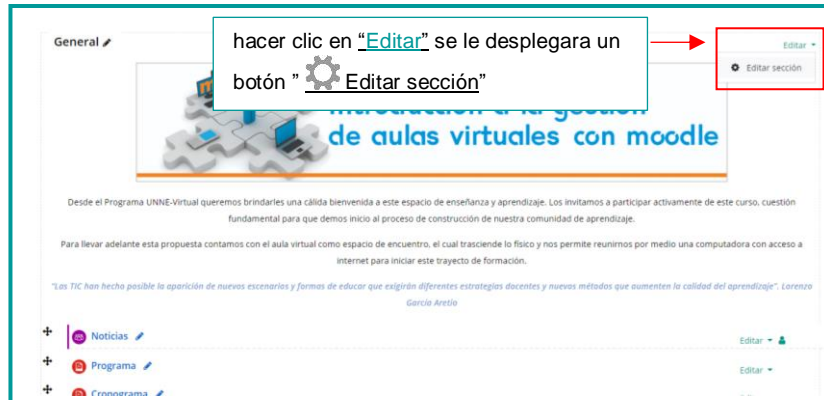 General
hacer clic en “Editar” se le desplegara un
botón ” Editar sección”
Editar
Editar sección
de aulas virtuales con moodle
Desde el Programa UNNE-Virtual queremos brindarles una cálida bienvenida a este espacio de enseñanza y aprendizaje. Los invitamos a participar activamente de este curso, cuestión
fundamental para que demos inicio al proceso de construcción de nuestra comunidad de aprendizaje.
Para llevar adelante esta propuesta contamos con el aula virtual como espacio de encuentro, el cual trasciende lo físico y nos permite reunirnos por medio una computadora con acceso a
internet para iniciar este trayecto de formación.
"Las TIC han hecho posible la aparición de nuevos escenarios y formas de educar que exigirán diferentes estrategias docentes y nuevos métodos que aumenten la calidad del aprendizaje". Lorenzo
García Aretio
Noticias
Editar
Programa
Editar
Cronograma